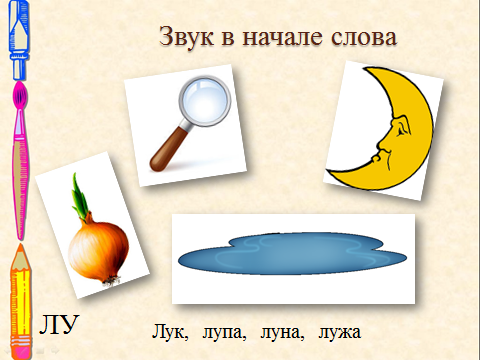 Звук в начале слова
ЛУ
Лук, лупа, луна, лужа